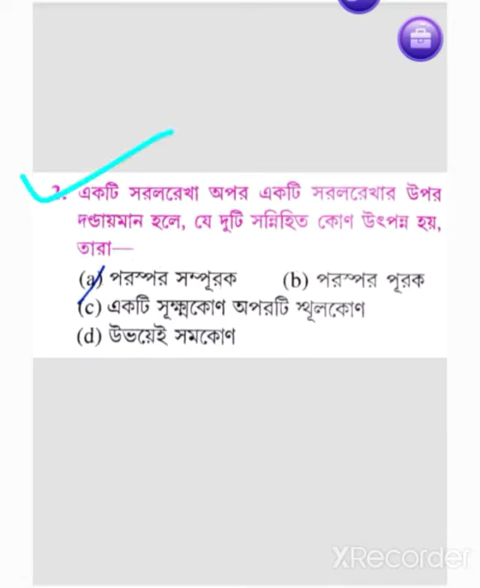 2. একটি সরলরেখা অপর একটি সরলরেখার উপর
দণ্ডায়মান হলে, যে দুটি সন্নিহিত কোণ উৎপন্ন হয়,
তারা—
(a) পরস্পর সম্পূরক (b) পরস্পর পূরক
(c) একটি সূক্ষ্মকোণ অপরটি স্থূলকোণ
(d) উভয়েই সমকোণ
XRecorder